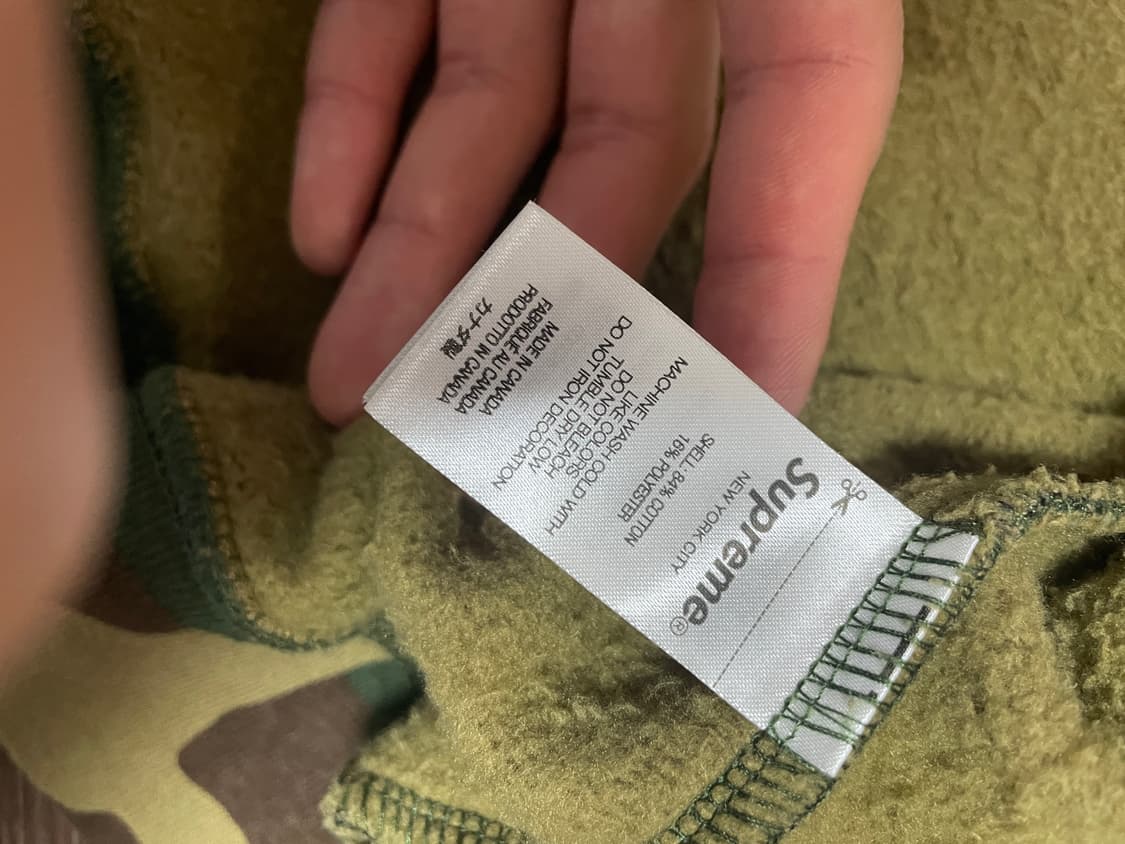 Supreme®
NEW YORK CITY
SHELL: 84% COTTON
16% POLYESTER
MACHINE WASH COLD WITH
LIKE COLORS
DO NOT BLEACH
TUMBLE DRY LOW
DO NOT IRON DECORATION
MADE IN CANADA
FABRIQUÉ AU CANADA
PRODOTTO IN CANADA
カナダ製